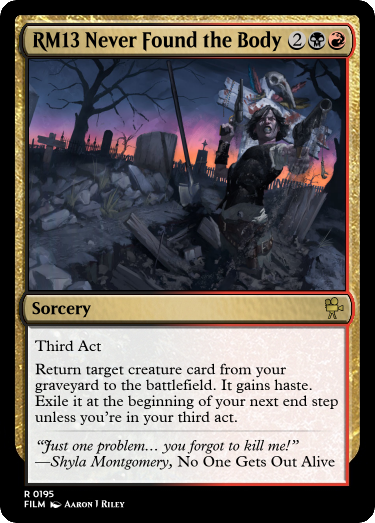 RM13 Never Found the Body 2
Sorcery
Third Act
Return target creature card from your
graveyard to the battlefield. It gains haste.
Exile it at the beginning of your next end step
unless you're in your third act.
“Just one problem… you forgot to kill me!”
—Shyla Montgomery, No One Gets Out Alive
R 0195
FILM Aaron J Riley